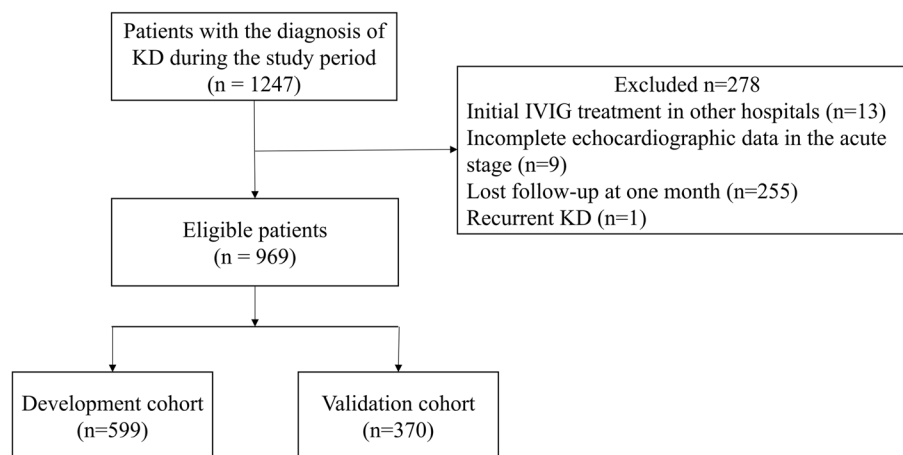 Patients with the diagnosis of
KD during the study period
(n = 1247)
Excluded n=278
Initial IVIG treatment in other hospitals (n=13)
Incomplete echocardiographic data in the acute
stage (n=9)
Lost follow-up at one month (n=255)
Recurrent KD (n=1)
Eligible patients
(n = 969)
Development cohort
(n=599)
Validation cohort
(n=370)